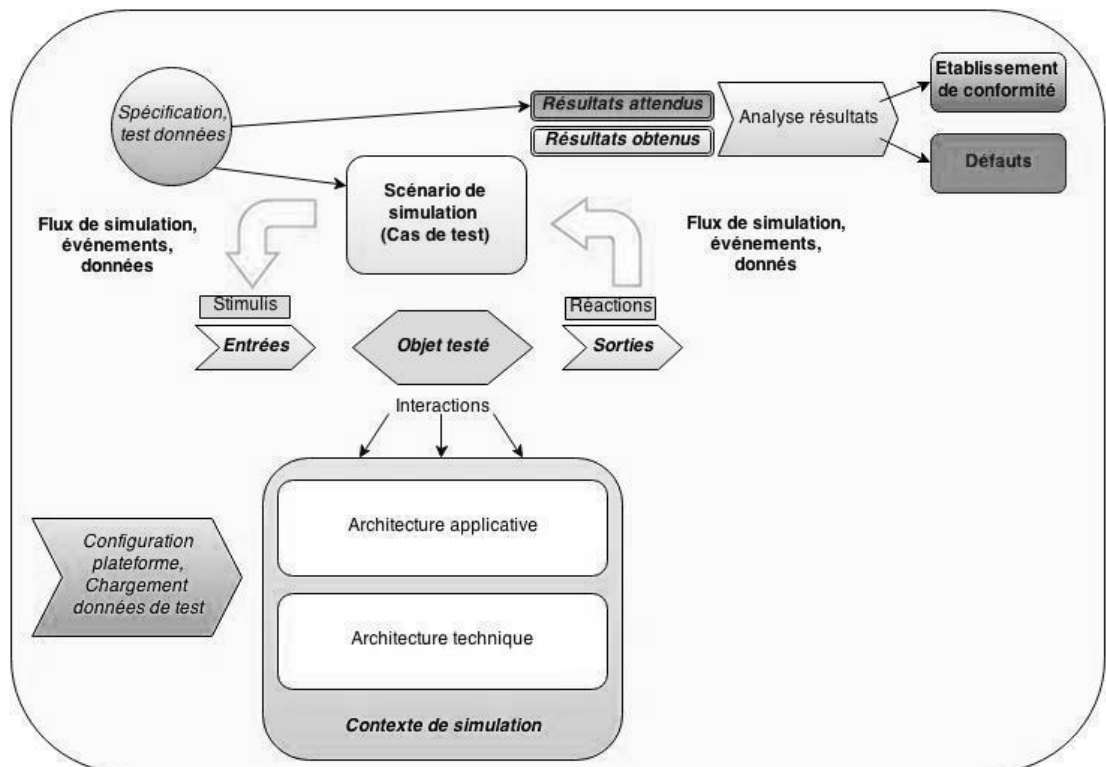 Spécification,
test données
Résultats attendus
Résultats obtenus
Analyse résultats
Etablissement
de conformité
Défauts
Scénario de
simulation
(Cas de test)
Flux de simulation,
événements,
données
Flux de simulation,
événements,
donnés
Stimulis
Entrées
Objet testé
Réactions
Sorties
Interactions
Architecture applicative
Configuration
plateforme,
Chargement
données de test
Architecture technique
Contexte de simulation